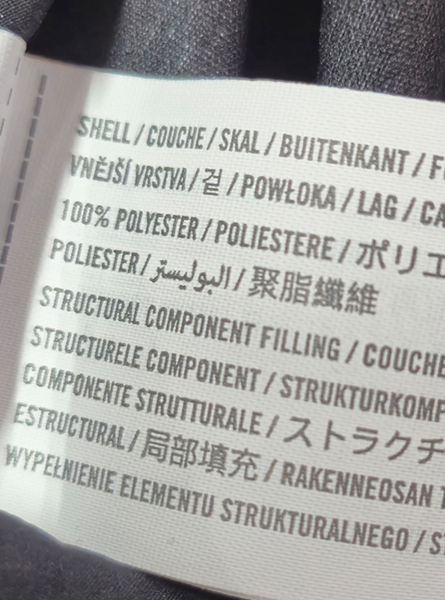 SHELL / COUCHE / SKAL / BUITENKANT /
VNĚJŠÍ VRSTVA / 겉 / POWŁOKA / LAG /
100% POLYESTER / POLIESTERE / ポリエ
POLIESTER / البوليستر / 聚脂纖維
STRUCTURAL COMPONENT FILLING / COUCHE
STRUCTURELE COMPONENT / STRUKTURKOMP
COMPONENTE STRUTTURALE / ストラクチ
ESTRUCTURAL / 局部填充 / RAKENNEOSAN
WYPEŁNIENIE ELEMENTU STRUKTURALNEGO /